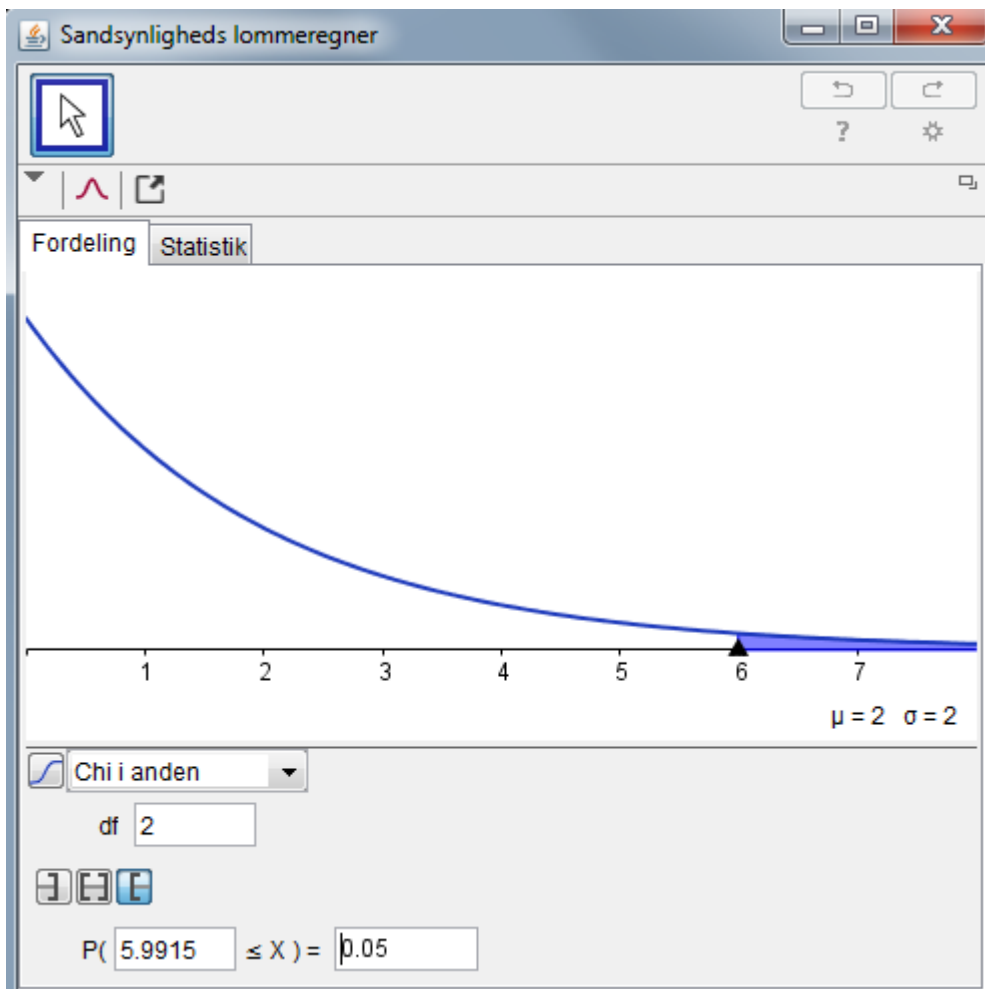 Sandsynligheds lommeregner
?
Fordeling Statistik
1 2 3 4 5 6 7
μ = 2 σ = 2
Chi i anden
df 2
P( 5.9915 ≤ X ) = 0.05